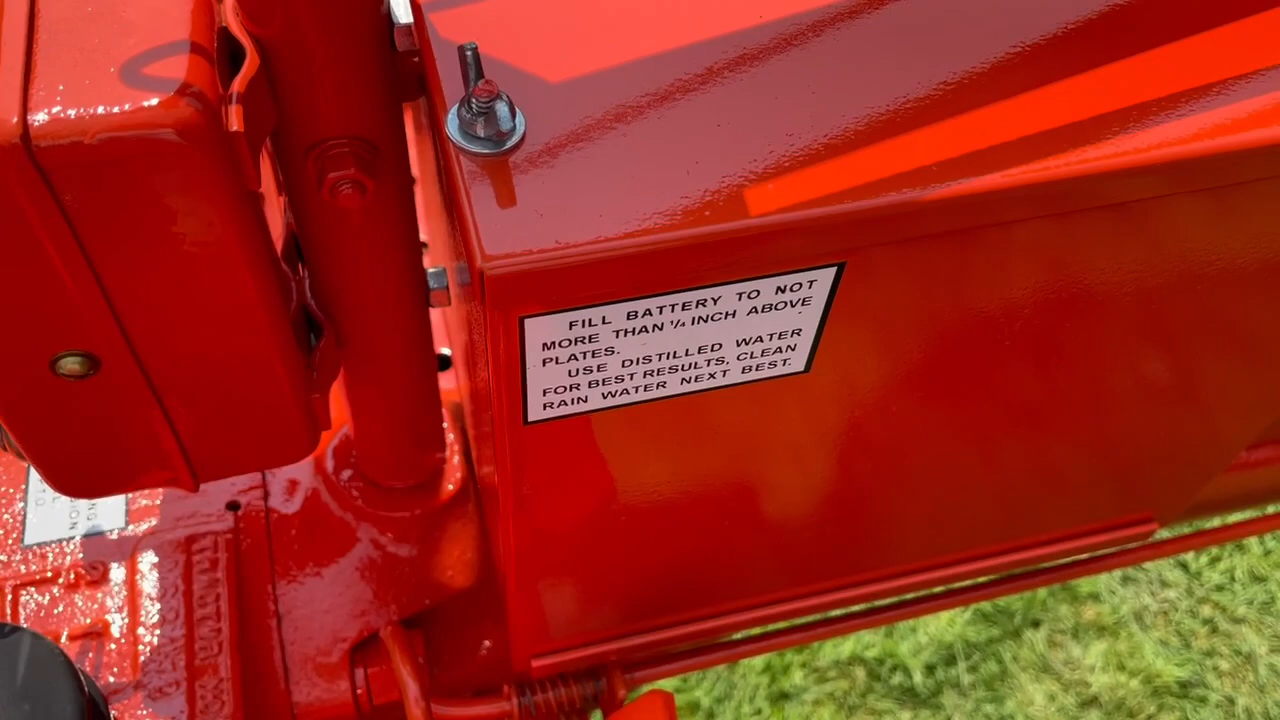 FILL BATTERY TO NOT
MORE THAN ¼ INCH ABOVE
PLATES.
USE DISTILLED WATER
FOR BEST RESULTS, CLEAN
RAIN WATER NEXT BEST.